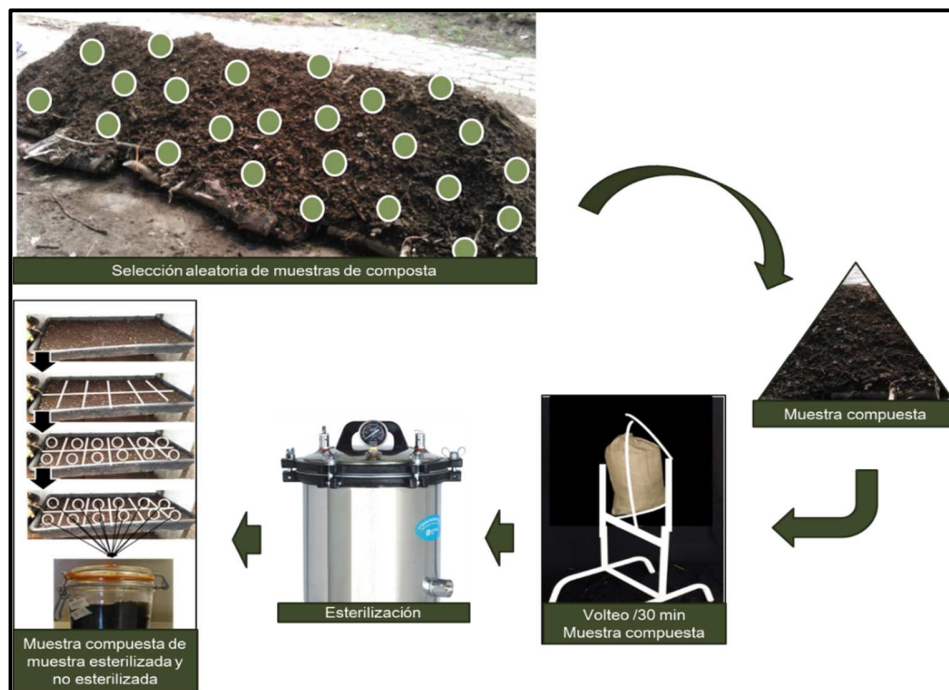 Selección aleatoria de muestras de composta
Muestra compuesta
Volteo /30 min
Muestra compuesta
Esterilización
Muestra compuesta de
muestra esterilizada y
no esterilizada